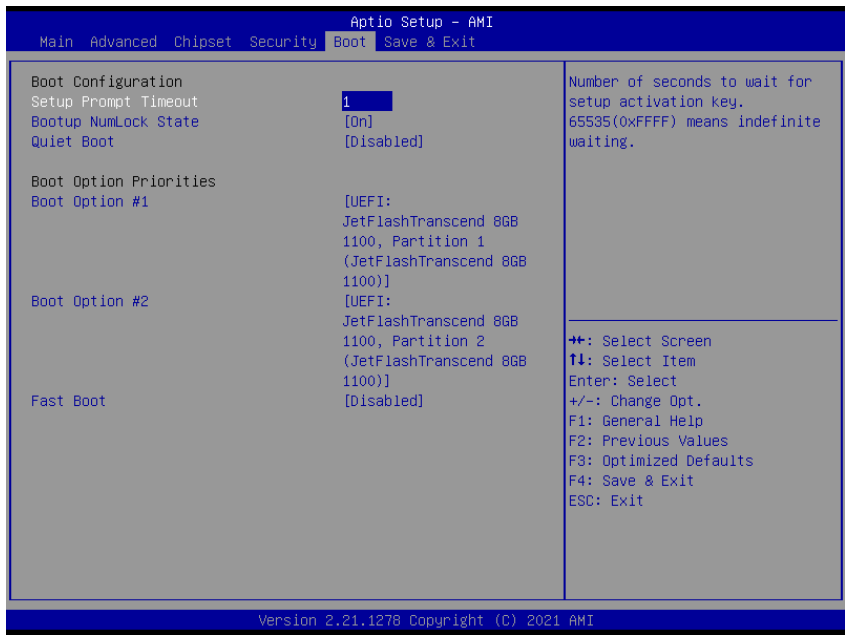 Aptio Setup – AMI
Main Advanced Chipset Security Boot Save & Exit
Boot Configuration
Setup Prompt Timeout 1
Bootup NumLock State [On]
Quiet Boot [Disabled]
Boot Option Priorities
Boot Option #1 [UEFI:
JetFlashTranscend 8GB
1100, Partition 1
(JetFlashTranscend 8GB
1100)]
Boot Option #2 [UEFI:
JetFlashTranscend 8GB
1100, Partition 2
(JetFlashTranscend 8GB
1100)]
Fast Boot [Disabled]
Number of seconds to wait for
setup activation key.
65535(0xFFFF) means indefinite
waiting.
→←: Select Screen
↑↓: Select Item
Enter: Select
+/-: Change Opt.
F1: General Help
F2: Previous Values
F3: Optimized Defaults
F4: Save & Exit
ESC: Exit
Version 2.21.1278 Copyright (C) 2021 AMI